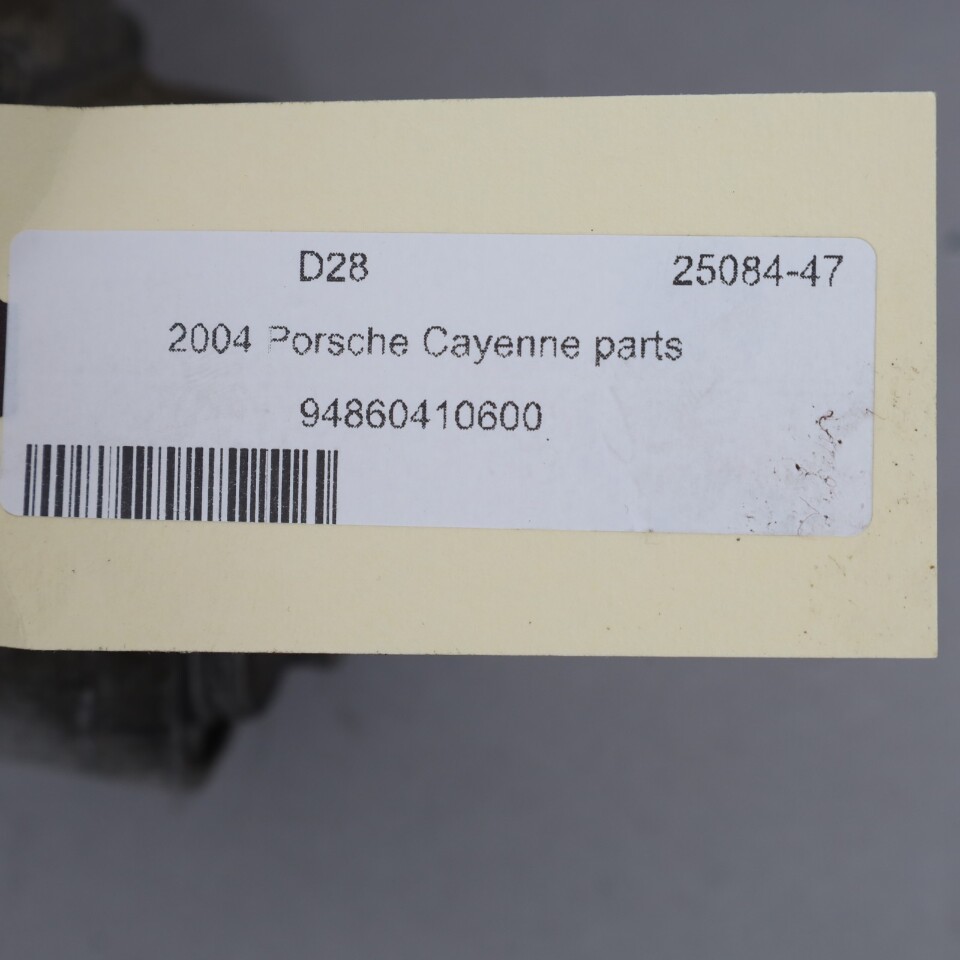 D28 25084-47
2004 Porsche Cayenne parts
94860410600